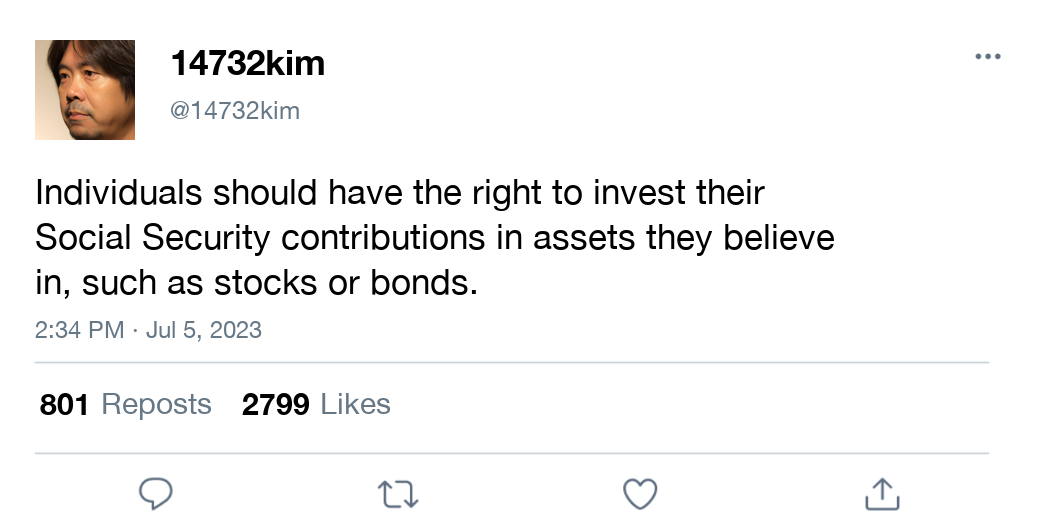 14732kim
@14732kim
Individuals should have the right to invest their
Social Security contributions in assets they believe
in, such as stocks or bonds.
2:34 PM · Jul 5, 2023
801 Reposts 2799 Likes